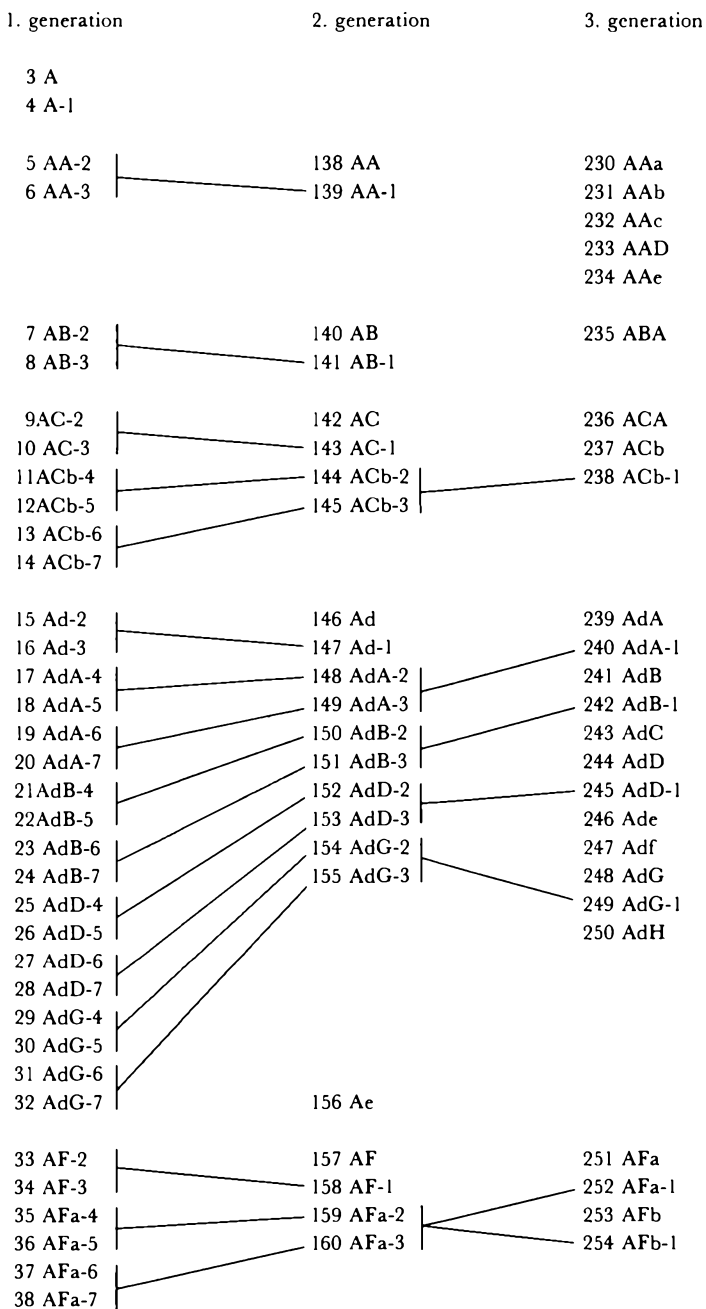 1. generation 2. generation 3. generation
3 A
4 A-1
5 AA-2 138 AA 230 AAa
6 AA-3 139 AA-1 231 AAb
232 AAc
233 AAD
234 AAe
7 AB-2 140 AB 235 ABA
8 AB-3 141 AB-1
9AC-2 142 AC 236 ACA
10 AC-3 143 AC-1 237 ACb
11ACb-4 144 ACb-2 238 ACb-1
12ACb-5 145 ACb-3
13 ACb-6
14 ACb-7
15 Ad-2 146 Ad 239 AdA
16 Ad-3 147 Ad-1 240 AdA-1
17 AdA-4 148 AdA-2 241 AdB
18 AdA-5 149 AdA-3 242 AdB-1
19 AdA-6 150 AdB-2 243 AdC
20 AdA-7 151 AdB-3 244 AdD
21AdB-4 152 AdD-2 245 AdD-1
22AdB-5 153 AdD-3 246 Ade
23 AdB-6 154 AdG-2 247 Adf
24 AdB-7 155 AdG-3 248 AdG
25 AdD-4 249 AdG-1
26 AdD-5 250 AdH
27 AdD-6
28 AdD-7
29 AdG-4
30 AdG-5
31 AdG-6
32 AdG-7 156 Ae
33 AF-2 157 AF 251 AFa
34 AF-3 158 AF-1 252 AFa-1
35 AFa-4 159 AFa-2 253 AFb
36 AFa-5 160 AFa-3 254 AFb-1
37 AFa-6
38 AFa-7